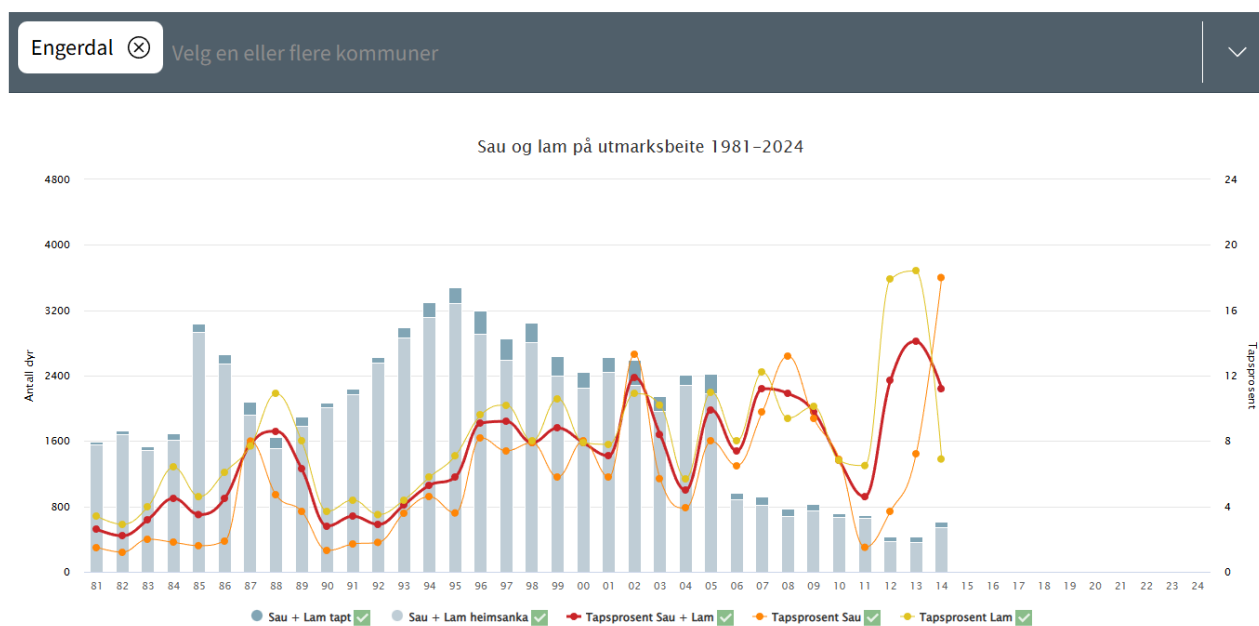 Engerdal
Velg en eller flere kommuner
Sau og lam på utmarksbeite 1981–2024
4800 24
4000 20
3200 16
2400 12
1600 8
800 4
0 0
Antall dyr
Tapsprosent
81 82 83 84 85 86 87 88 89 90 91 92 93 94 95 96 97 98 99 00 01 02 03 04 05 06 07 08 09 10 11 12 13 14 15 16 17 18 19 20 21 22 23 24
Sau + Lam tapt Sau + Lam heimsanka Tapsprosent Sau + Lam Tapsprosent Sau Tapsprosent Lam